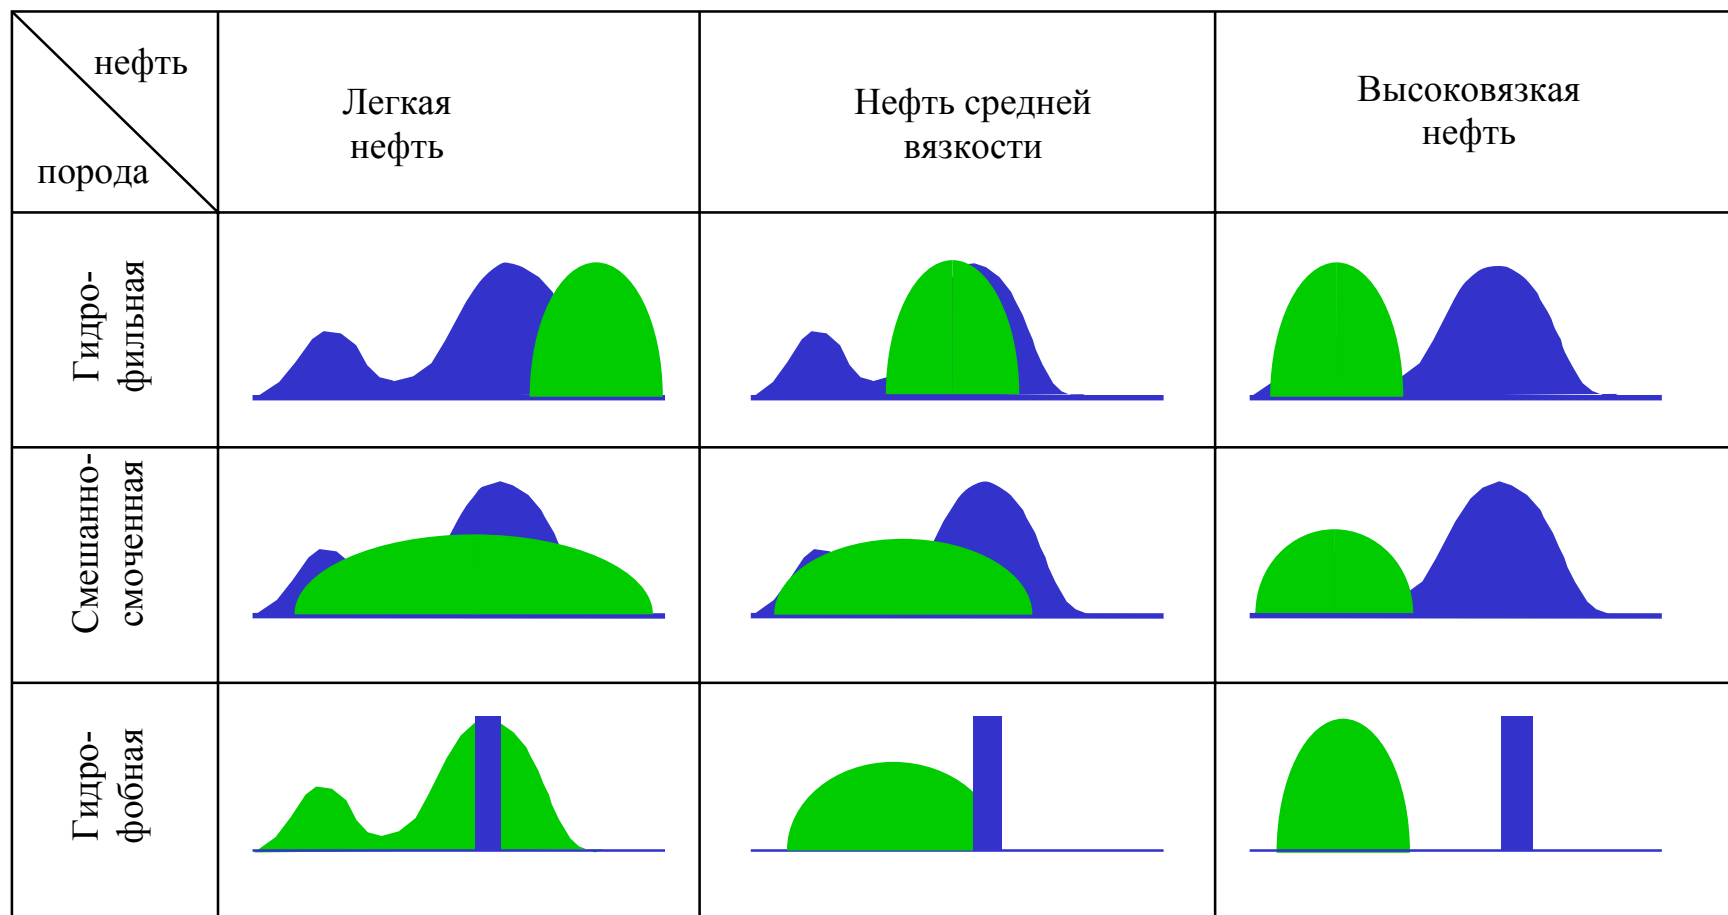 нефть
порода
Легкая
нефть
Нефть средней
вязкости
Высоковязкая
нефть
Гидро-
фильная
Смешанно-
смоченная
Гидро-
фобная